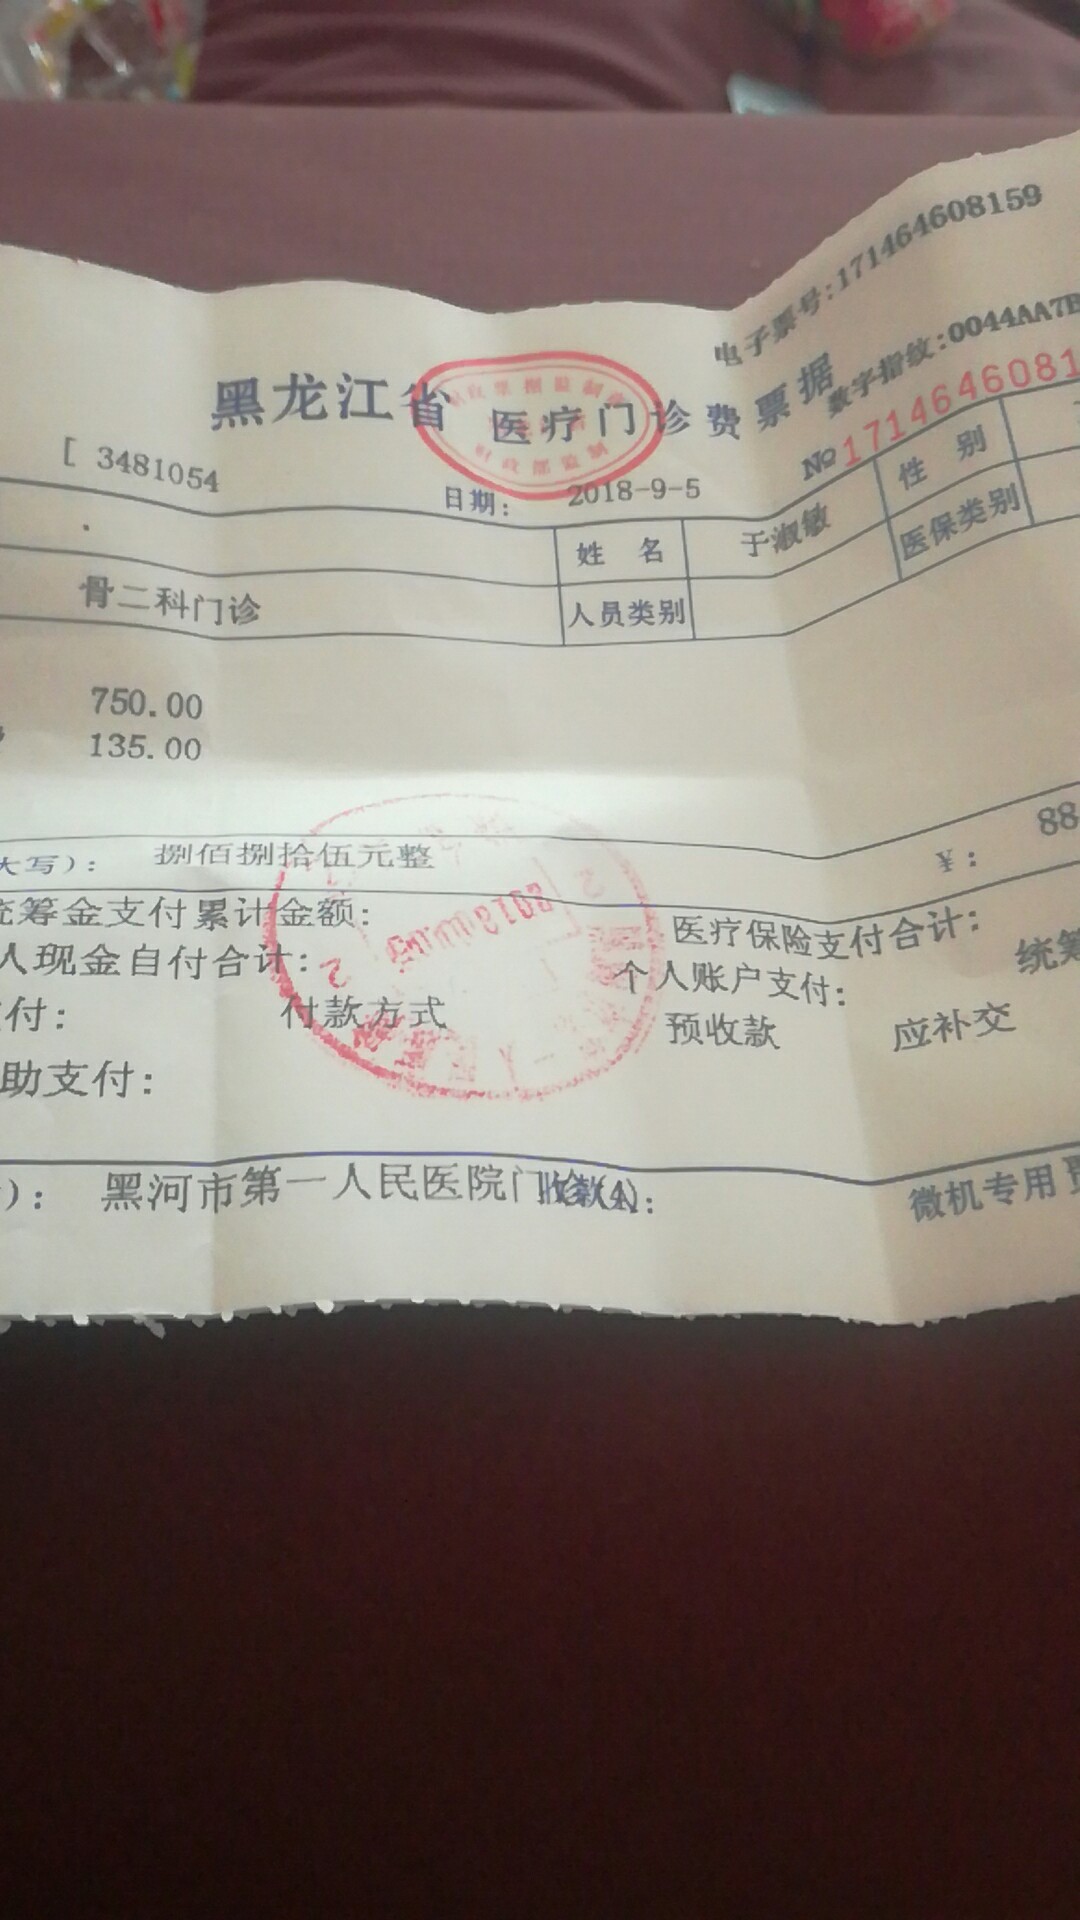 电子票号:171464608159
数字指纹:0044AA7B
黑龙江省 医疗门诊费票据
№1714646081
[ 3481054
日期: 2018-9-5
姓 名 于淑敏 性 别
骨二科门诊 人员类别 医保类别
750.00
135.00
大写): 捌佰捌拾伍元整 ¥: 88
统筹金支付累计金额: 医疗保险支付合计:
人现金自付合计: 个人账户支付: 统筹
付: 付款方式 预收款 应补交
助支付:
): 黑河市第一人民医院门诊 收款(人): 微机专用